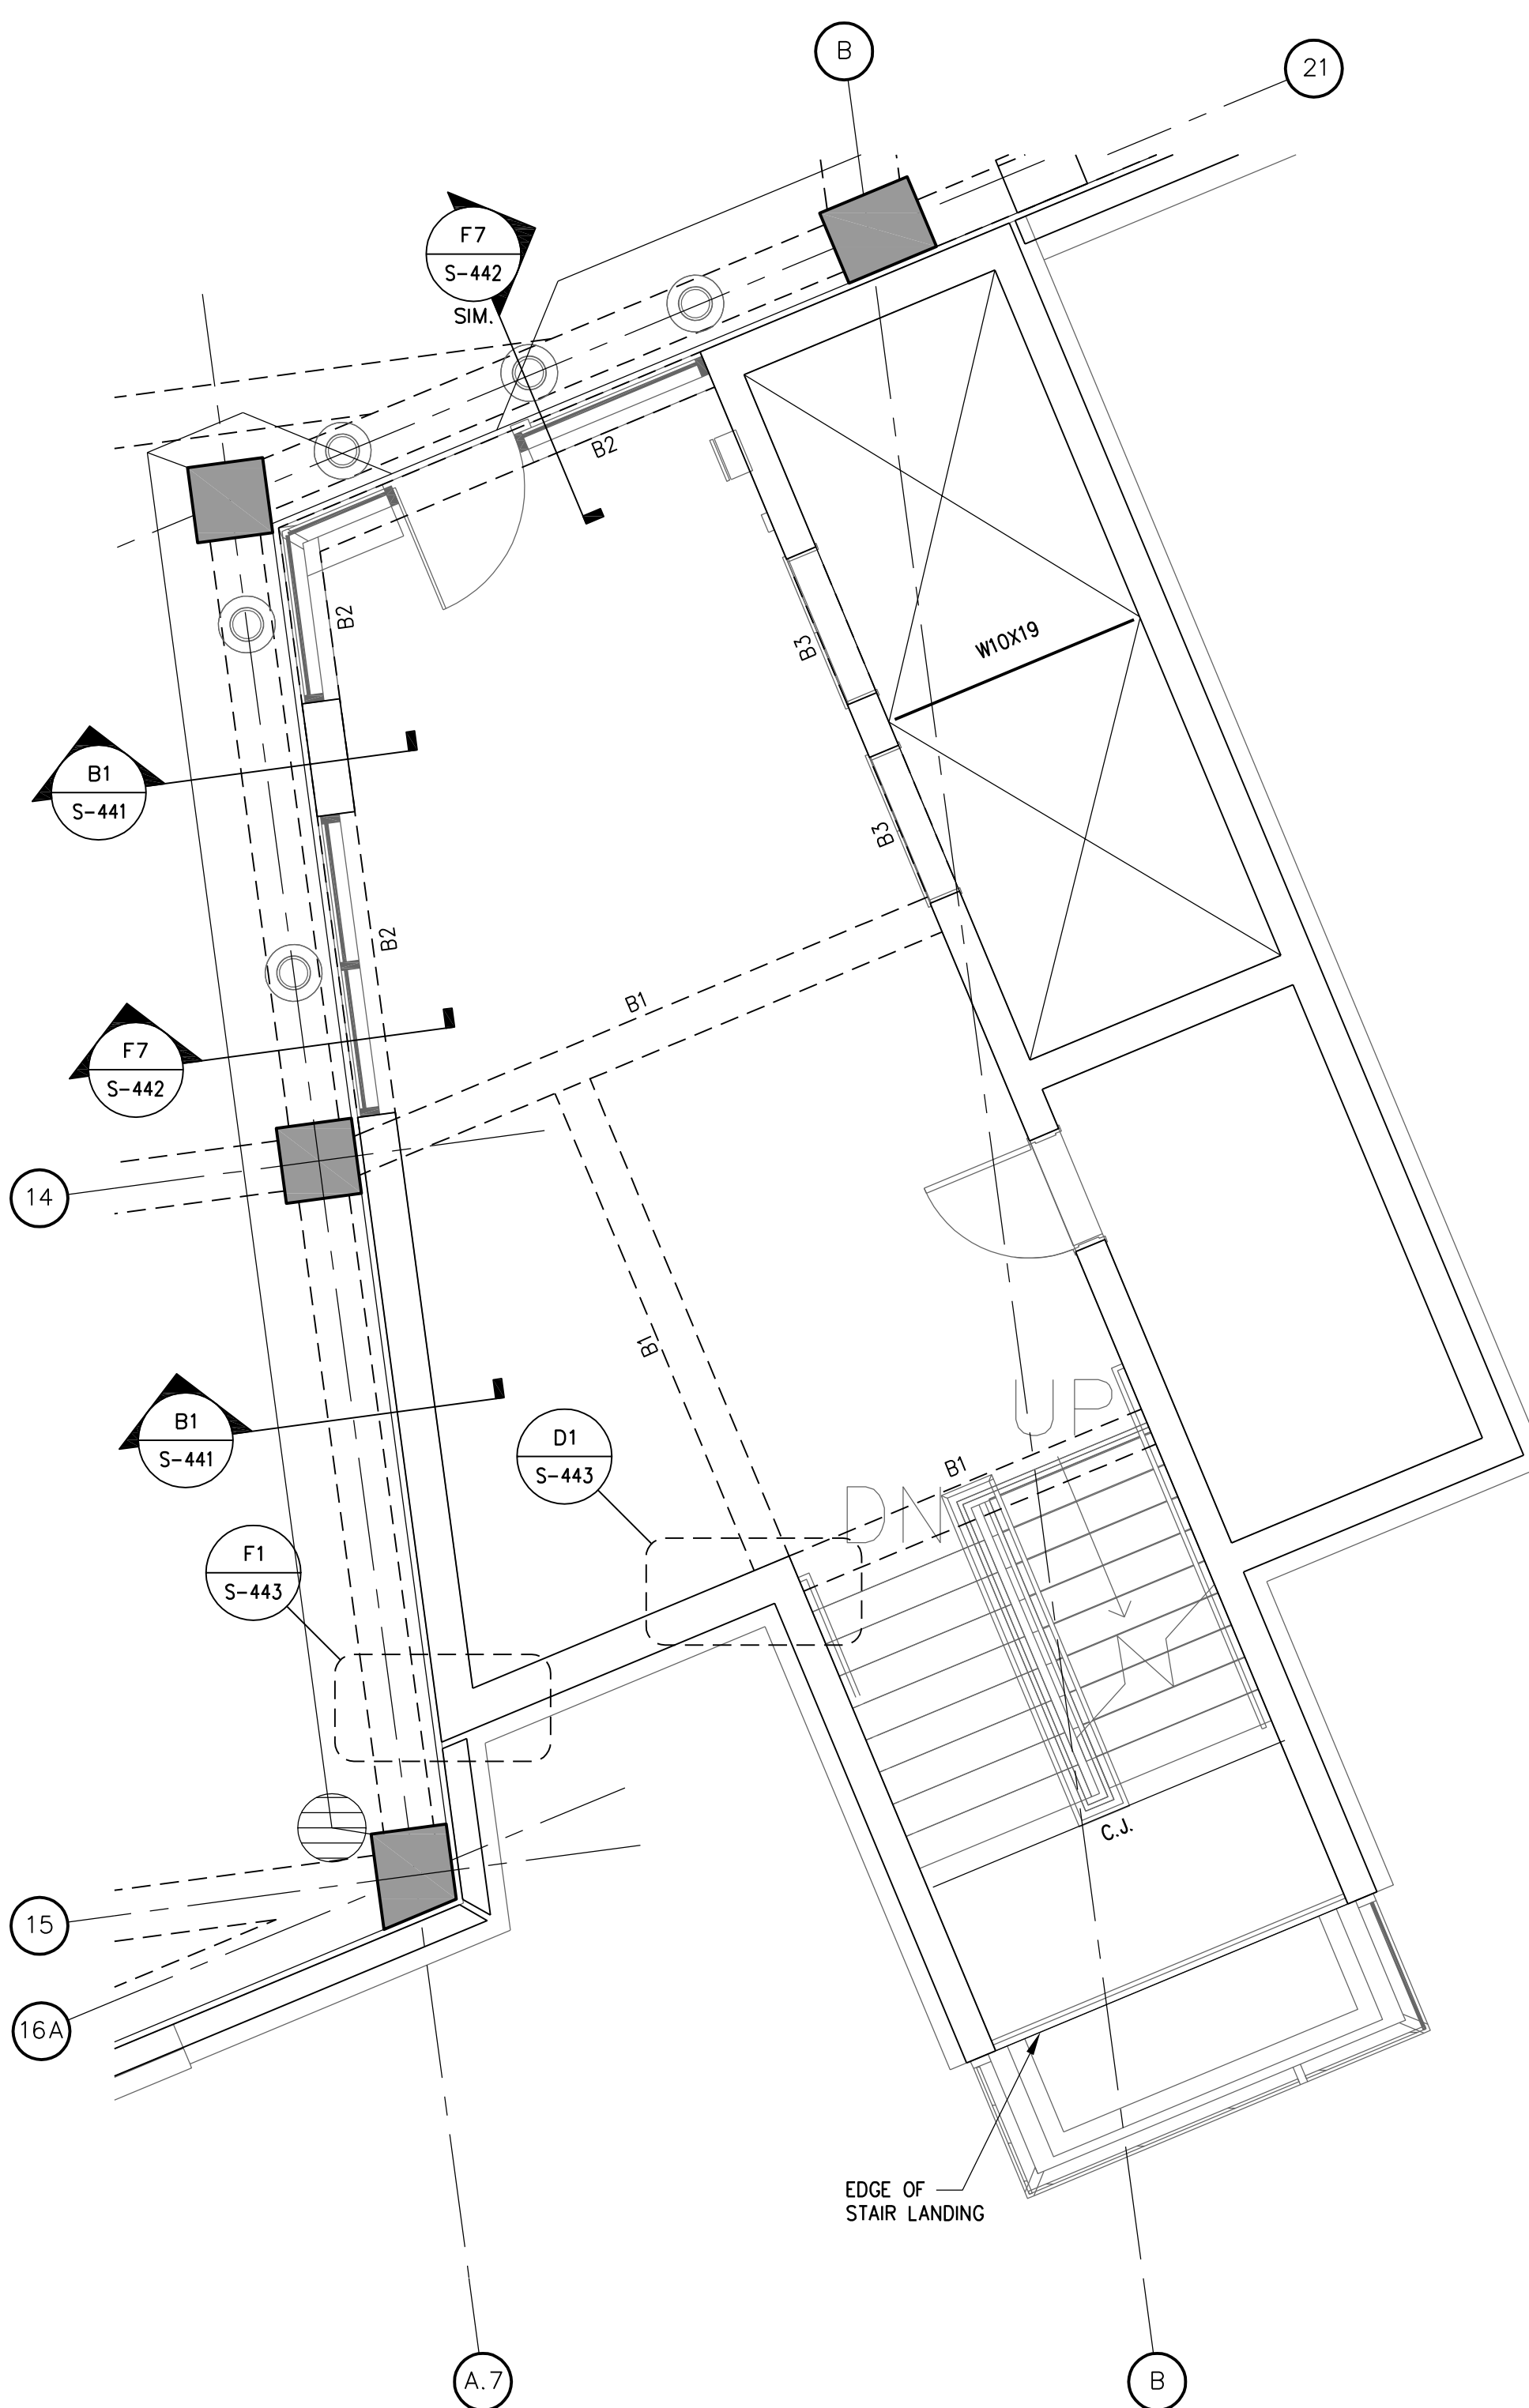 B
21
F7
S-442
SIM.
B2
B2
B3
W10X19
B1
S-441
B3
B2
B1
F7
S-442
14
B1
UP
B1
S-441
D1
S-443
B1
DN
F1
S-443
C.J.
15
16A
EDGE OF
STAIR LANDING
A.7
B